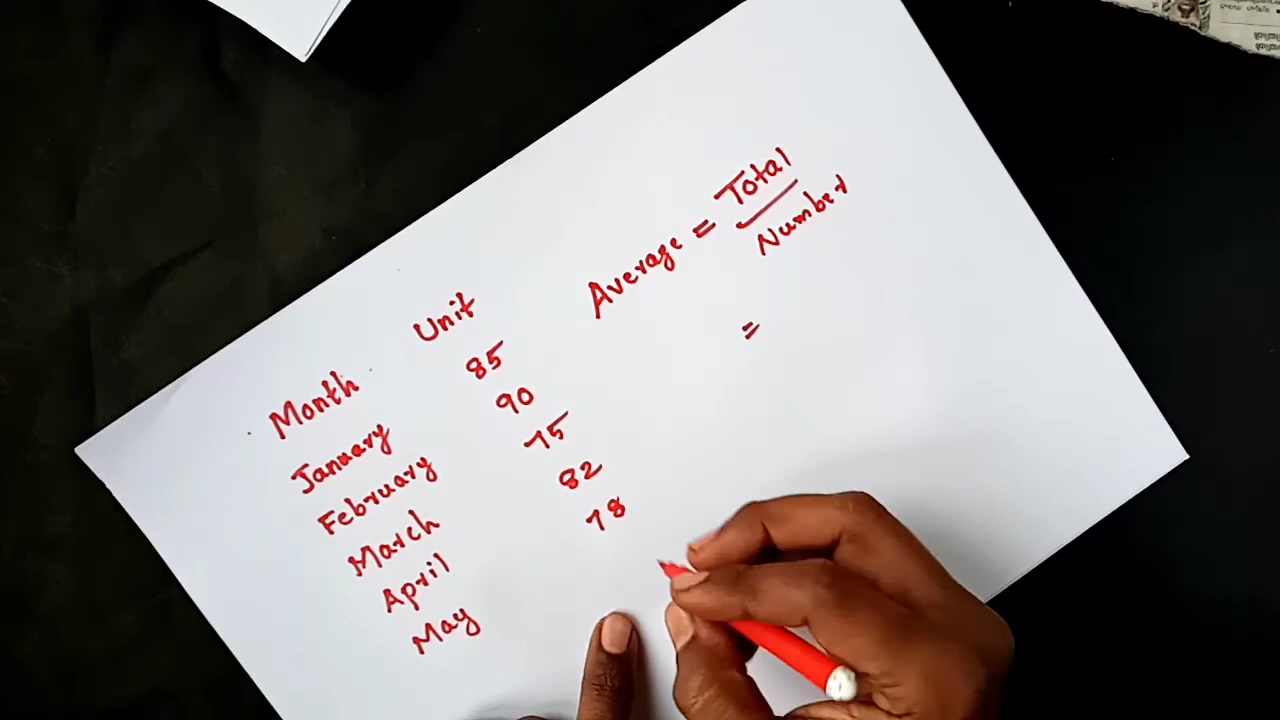 Month Unit
January 85
February 90
March 75
April 82
May 78
Average = Total
Number
=